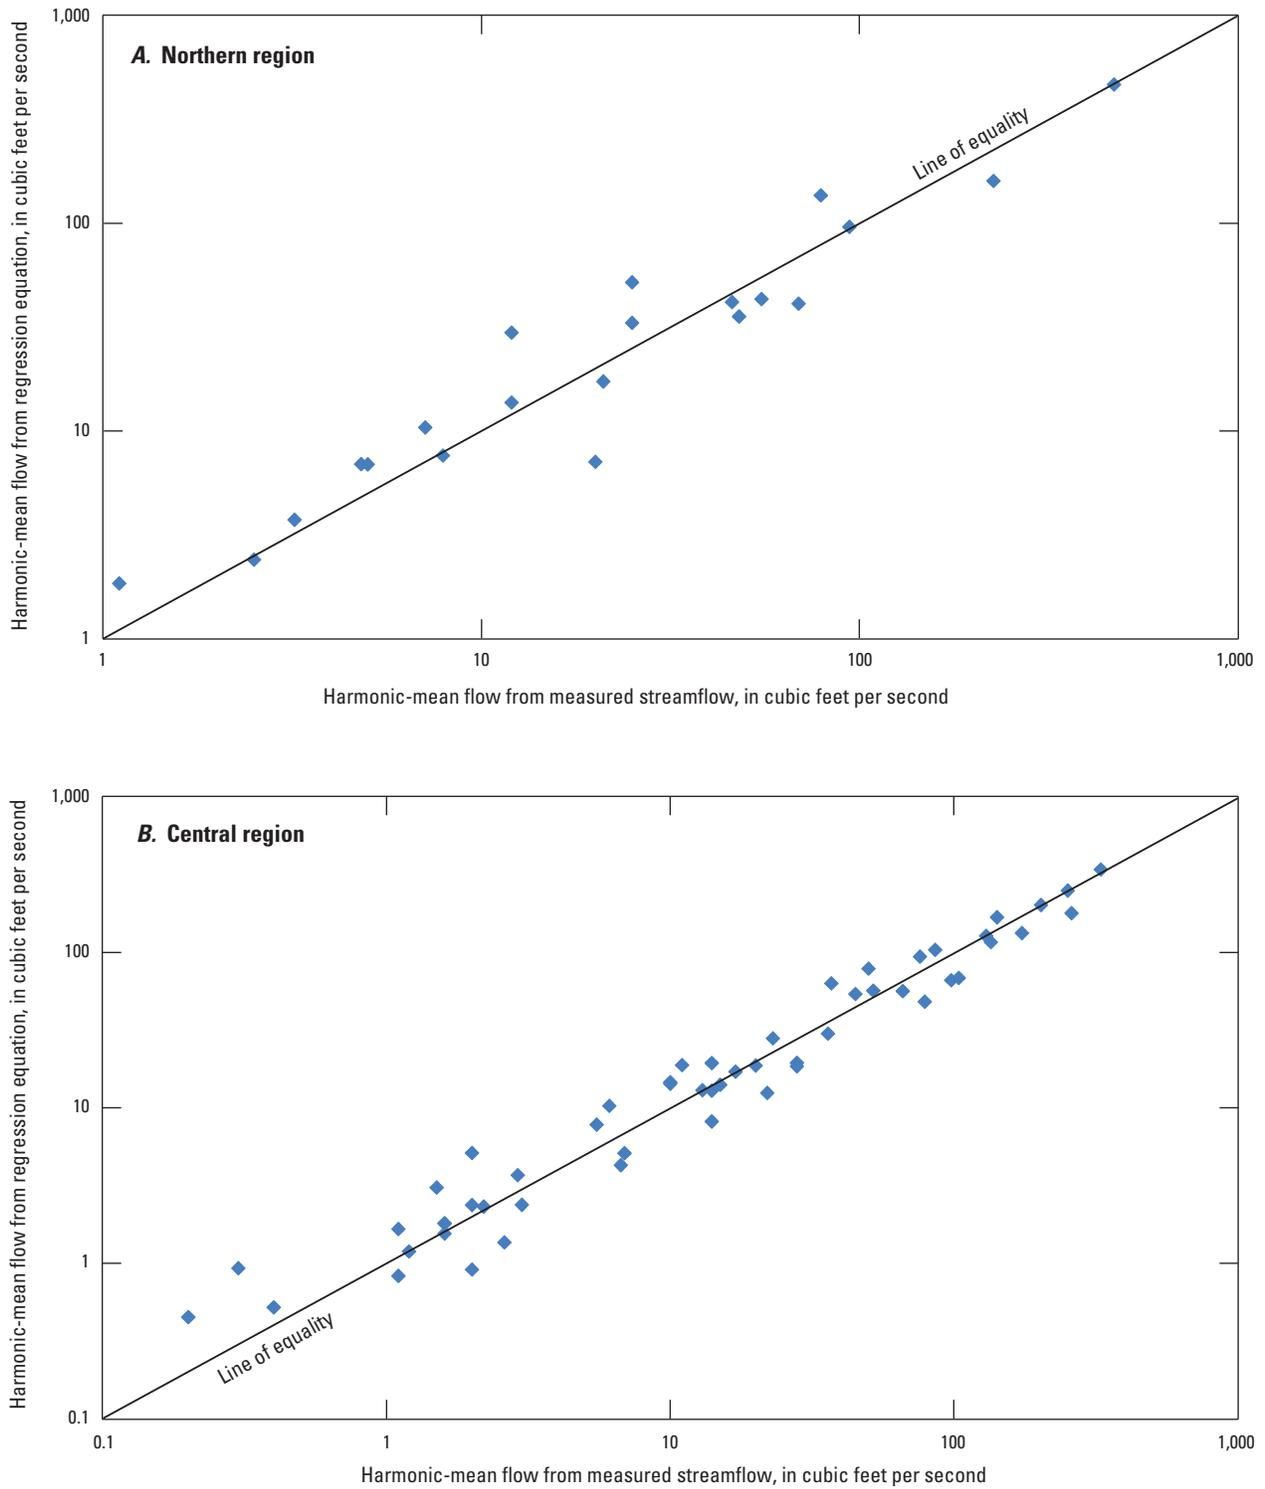 A. Northern region
Harmonic-mean flow from regression equation, in cubic feet per second
1,000
100
10
1
Line of equality
1 10 100 1,000
Harmonic-mean flow from measured streamflow, in cubic feet per second
B. Central region
Harmonic-mean flow from regression equation, in cubic feet per second
1,000
100
10
1
0.1
Line of equality
0.1 1 10 100 1,000
Harmonic-mean flow from measured streamflow, in cubic feet per second